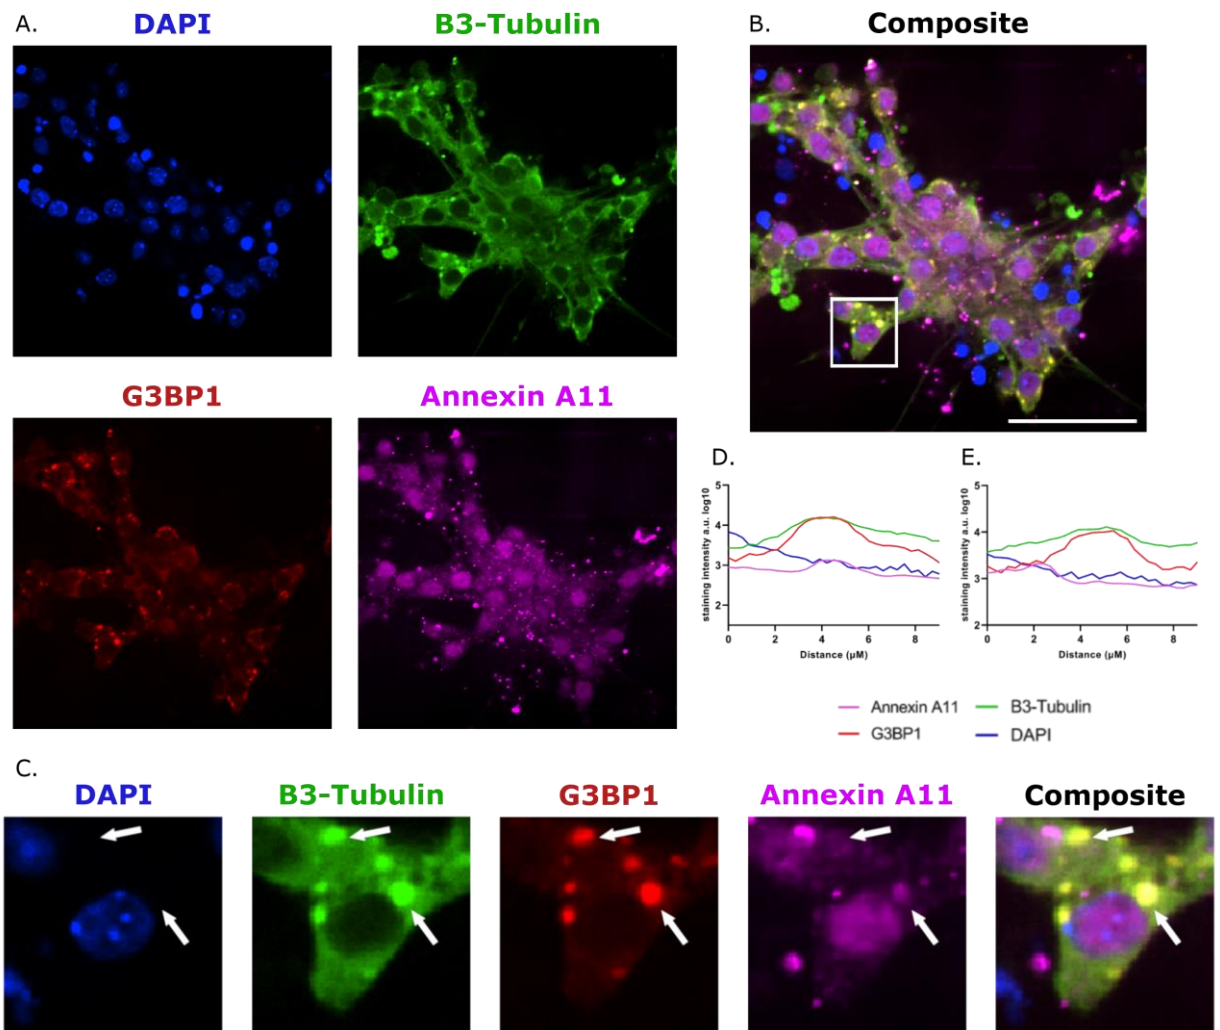 A.
DAPI
B3-Tubulin
B.
Composite
G3BP1
Annexin A11
D.
staining intensity a.u. log10
5
4
3
2
0
2
4
6
8
Distance (µM)
E.
staining intensity a.u. log10
5
4
3
2
0
2
4
6
8
Distance (µM)
Annexin A11
B3-Tubulin
G3BP1
DAPI
C.
DAPI
B3-Tubulin
G3BP1
Annexin A11
Composite